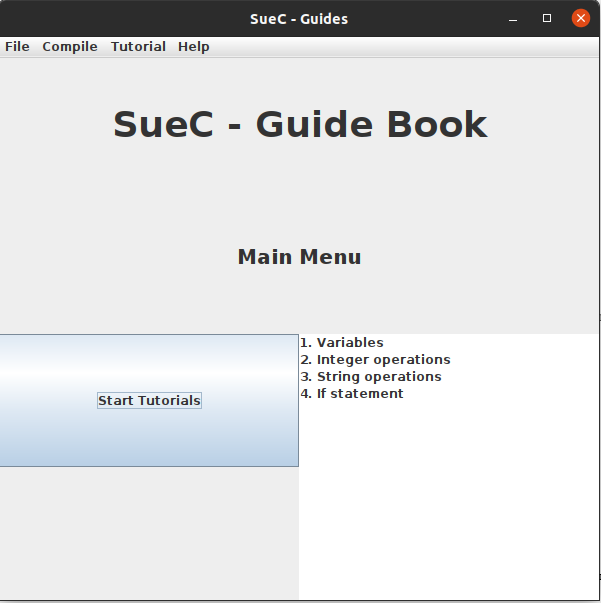 SueC - Guides
File Compile Tutorial Help
SueC - Guide Book
Main Menu
Start Tutorials
1. Variables
2. Integer operations
3. String operations
4. If statement